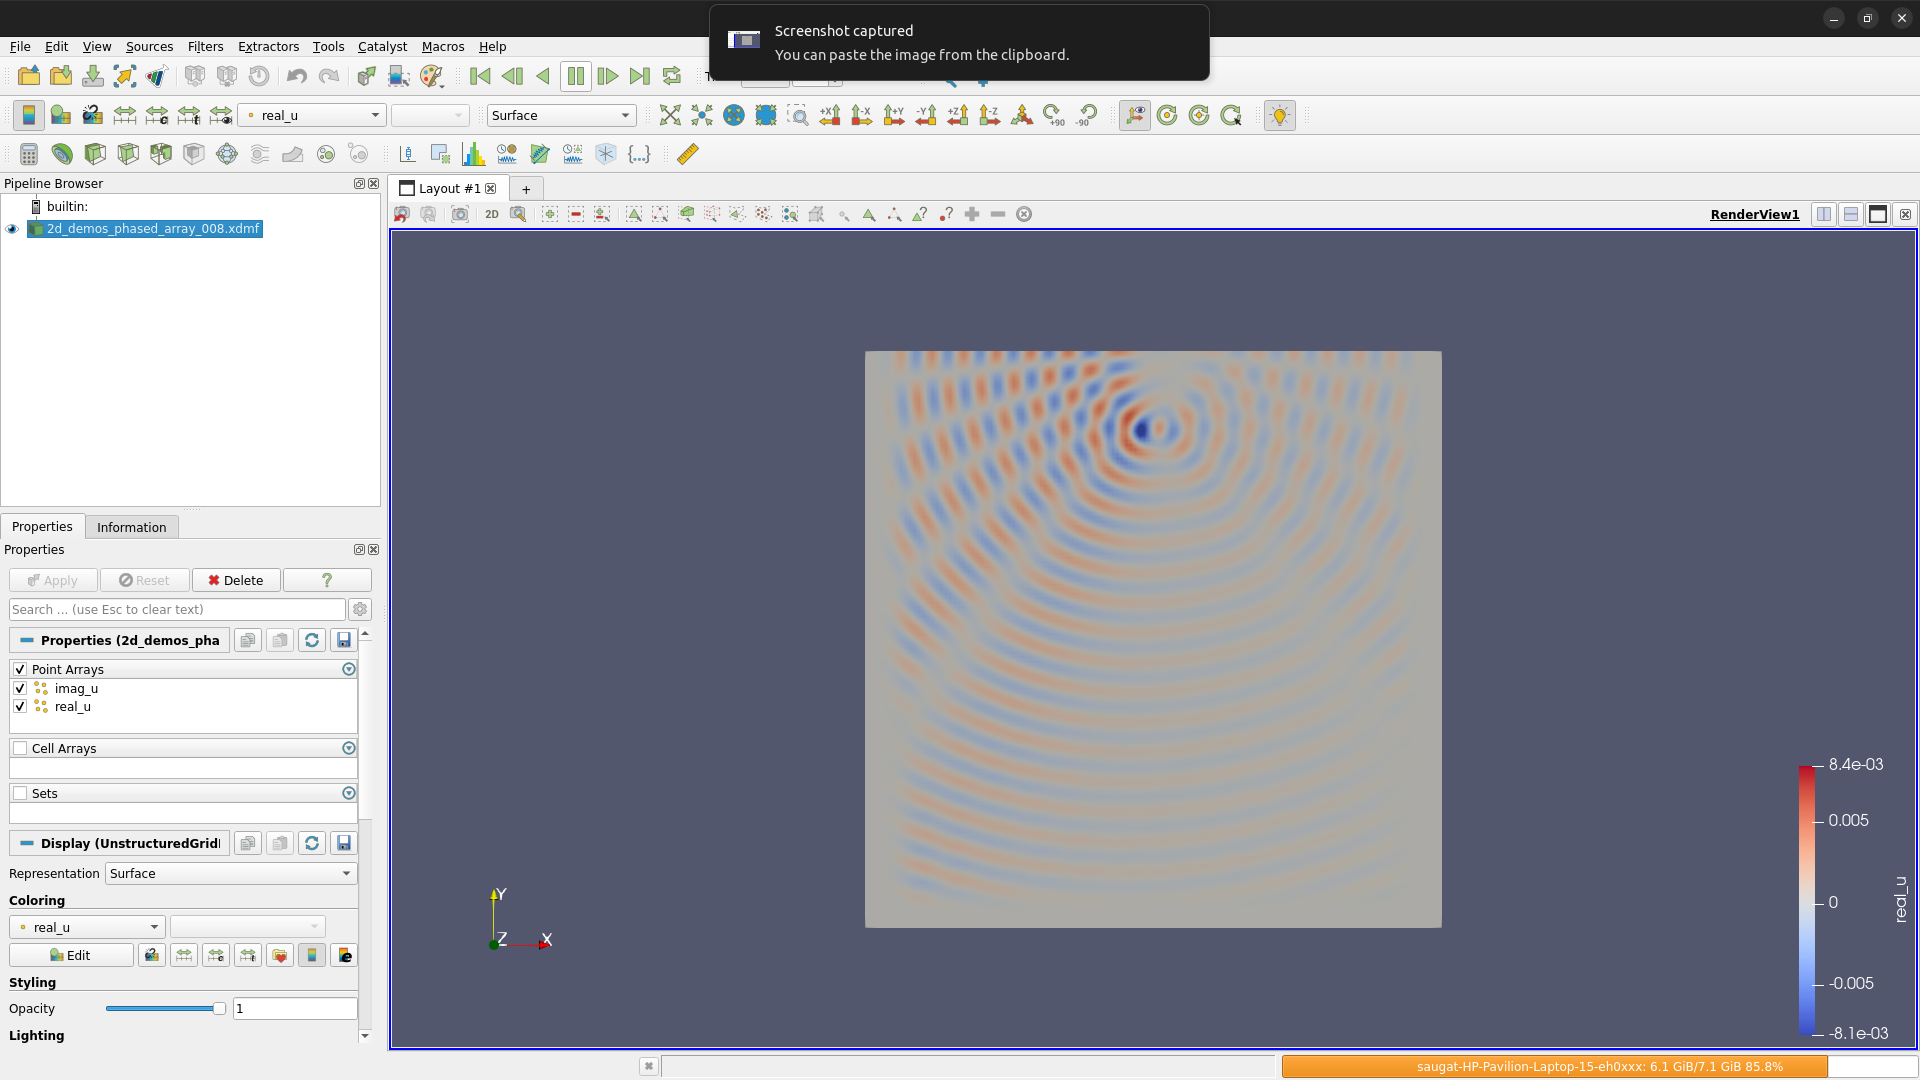 Screenshot captured
You can paste the image from the clipboard.
File Edit View Sources Filters Extractors Tools Catalyst Macros Help
real_u
Surface
+X -X +Y -Y +Z -Z +90 -90
Pipeline Browser
builtin:
2d_demos_phased_array_008.xdmf
Layout #1
+
2D
RenderView1
Properties Information
Properties
Apply Reset Delete ?
Search ... (use Esc to clear text)
Properties (2d_demos_pha
Point Arrays
imag_u
real_u
Cell Arrays
Sets
Display (UnstructuredGrid
Representation Surface
Coloring
real_u
Edit
Styling
Opacity 1
Lighting
Y
Z X
8.4e-03
0.005
0
-0.005
-8.1e-03
real_u
saugat-HP-Pavilion-Laptop-15-eh0xxx: 6.1 GiB/7.1 GiB 85.8%